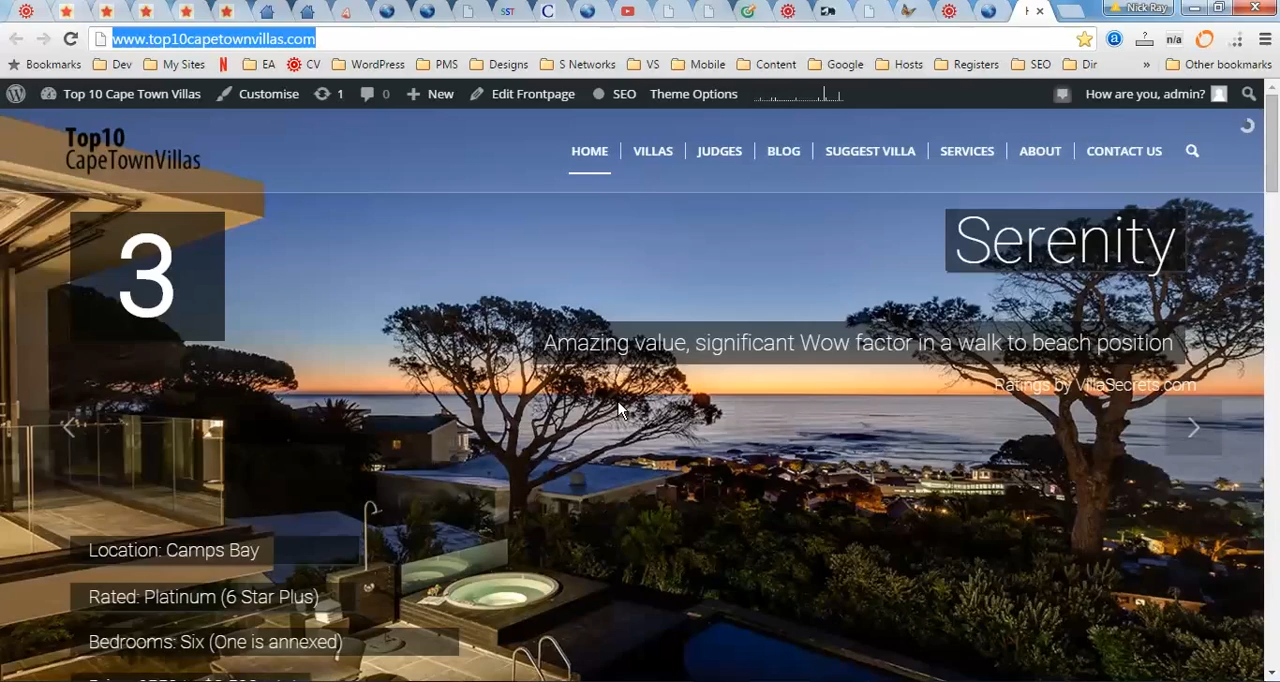 SST
Nick Ray
www.top10capetownvillas.com
n/a
Bookmarks Dev My Sites EA CV WordPress PMS Designs S Networks VS Mobile Content Google Hosts Registers SEO Dir » Other bookmarks
Top 10 Cape Town Villas Customise 1 0 New Edit Frontpage SEO Theme Options How are you, admin?
Top10
CapeTownVillas
HOME VILLAS JUDGES BLOG SUGGEST VILLA SERVICES ABOUT CONTACT US
3
Serenity
Amazing value, significant Wow factor in a walk to beach position
Ratings by VillaSecrets.com
Location: Camps Bay
Rated: Platinum (6 Star Plus)
Bedrooms: Six (One is annexed)